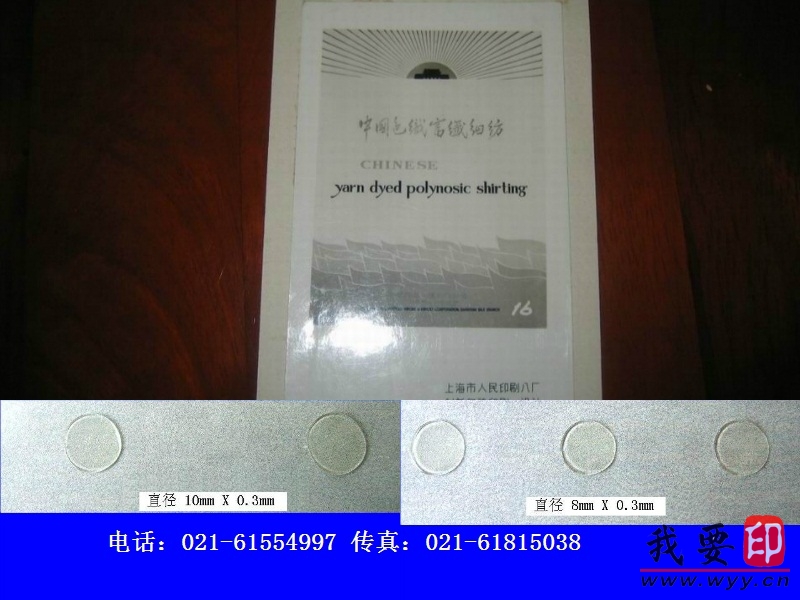 中国色織富纖细纺
CHINESE
yarn dyed polynosic shirting
16
上海市人民印刷八厂
直径 10mm X 0.3mm
直径 8mm X 0.3mm
电话：021-61554997 传真：021-61815038
我要印
www.wyy.cn